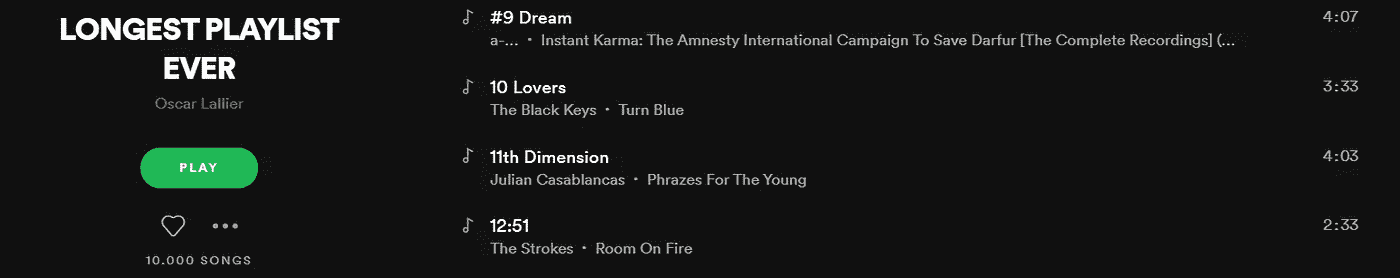 LONGEST PLAYLIST
EVER
Oscar Lallier
PLAY
10.000 SONGS
#9 Dream
4:07
a-... • Instant Karma: The Amnesty International Campaign To Save Darfur [The Complete Recordings] (...
10 Lovers
3:33
The Black Keys • Turn Blue
11th Dimension
4:03
Julian Casablancas • Phrazes For The Young
12:51
2:33
The Strokes • Room On Fire